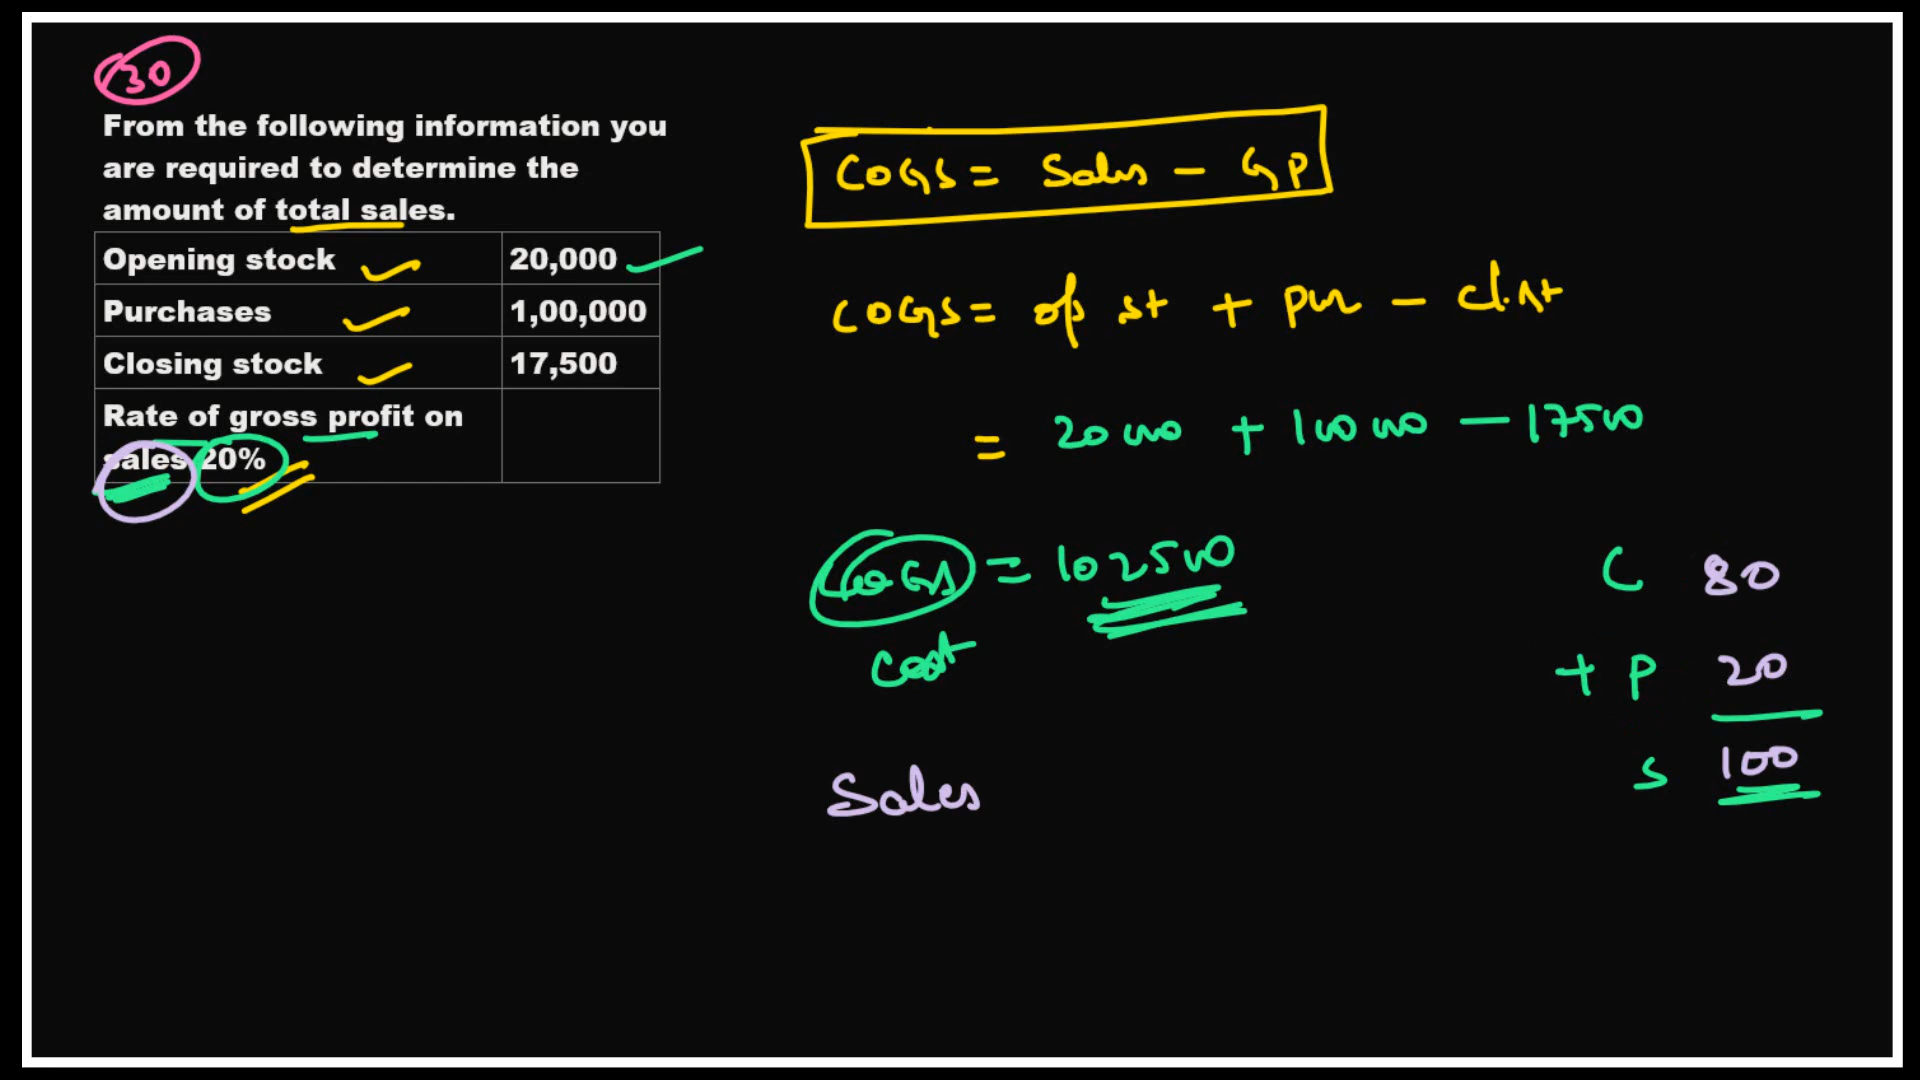 30
From the following information you
are required to determine the
amount of total sales.
Opening stock 20,000
Purchases 1,00,000
Closing stock 17,500
Rate of gross profit on
sales 20%
COGS = Sales - GP
COGS = op st + pur - cl.st
= 20000 + 100000 - 17500
COGS = 102500
Cost
Sales
C 80
+ P 20
S 100